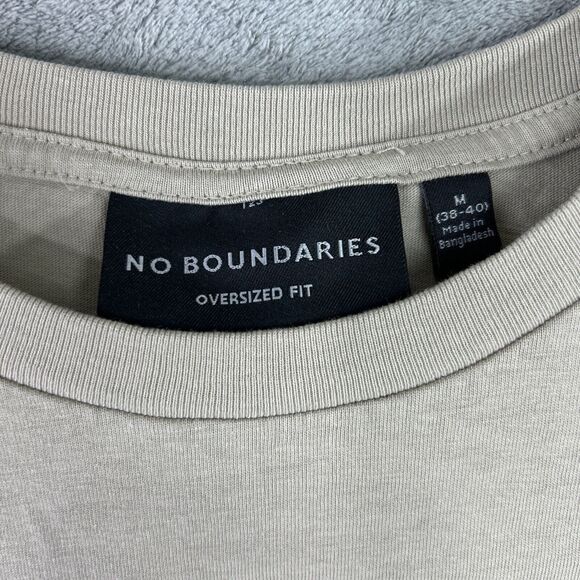 NO BOUNDARIES
OVERSIZED FIT
M
(38-40)
Made in
Bangladesh